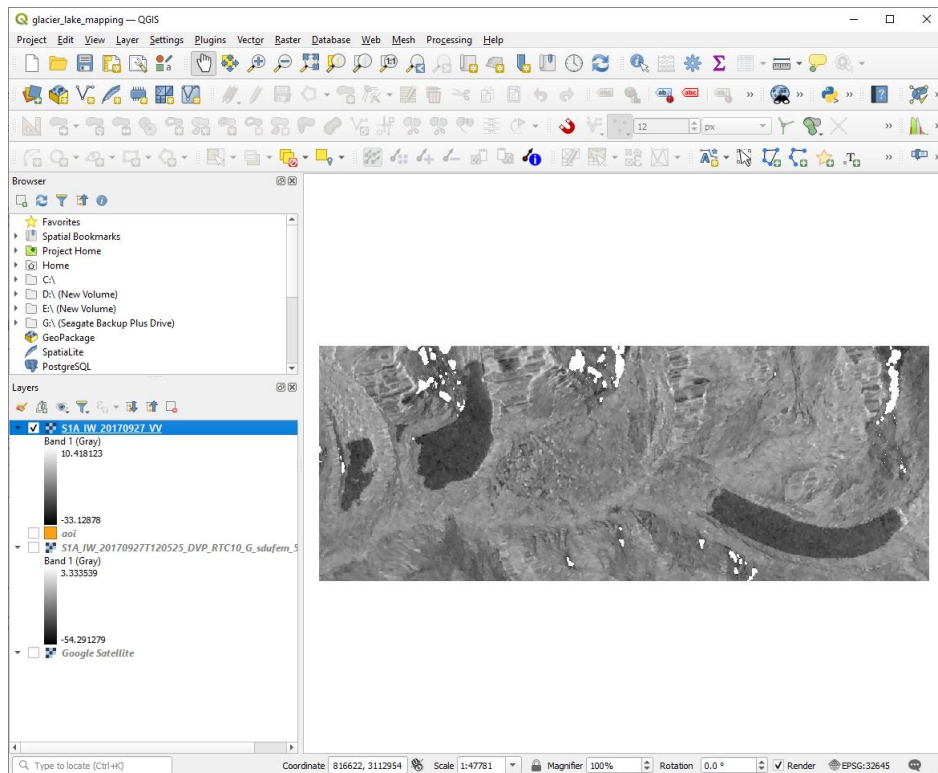 glacier_lake_mapping — QGIS
Project Edit View Layer Settings Plugins Vector Raster Database Web Mesh Processing Help
12 px
Browser
Favorites
Spatial Bookmarks
Project Home
Home
C:\
D:\ (New Volume)
E:\ (New Volume)
G:\ (Seagate Backup Plus Drive)
GeoPackage
SpatiaLite
PostgreSQL
Layers
S1A_IW_20170927_VV
Band 1 (Gray)
10.418123
-33.12878
aoi
S1A_IW_20170927T120525_DVP_RTC10_G_sdufem_5
Band 1 (Gray)
3.333539
-54.291279
Google Satellite
Type to locate (Ctrl+K) Coordinate 816622, 3112954 Scale 1:47781 Magnifier 100% Rotation 0.0 ° Render EPSG:32645